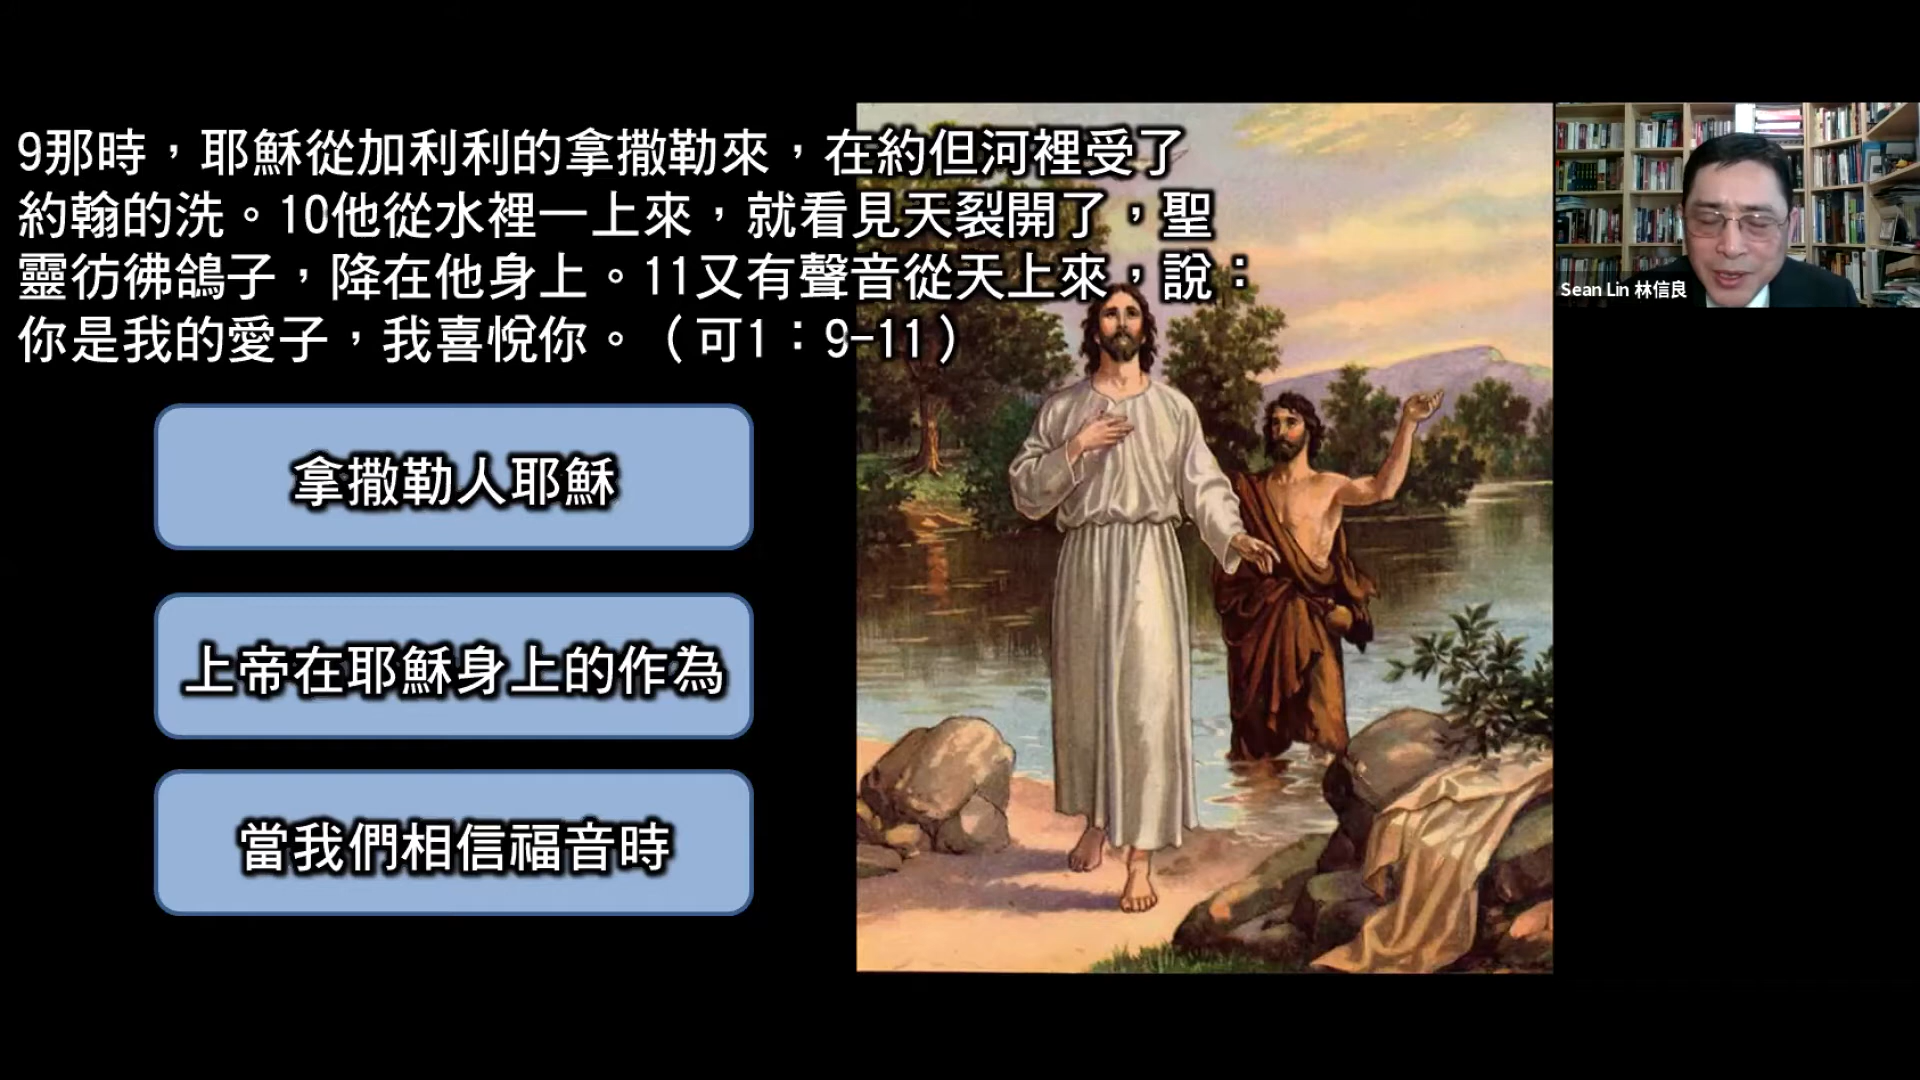 9那時，耶穌從加利利的拿撒勒來，在約但河裡受了
約翰的洗。10他從水裡一上來，就看見天裂開了，聖
靈彷彿鴿子，降在他身上。11又有聲音從天上來，說：
你是我的愛子，我喜悅你。（可1：9-11）
拿撒勒人耶穌
上帝在耶穌身上的作為
當我們相信福音時
Sean Lin 林信良